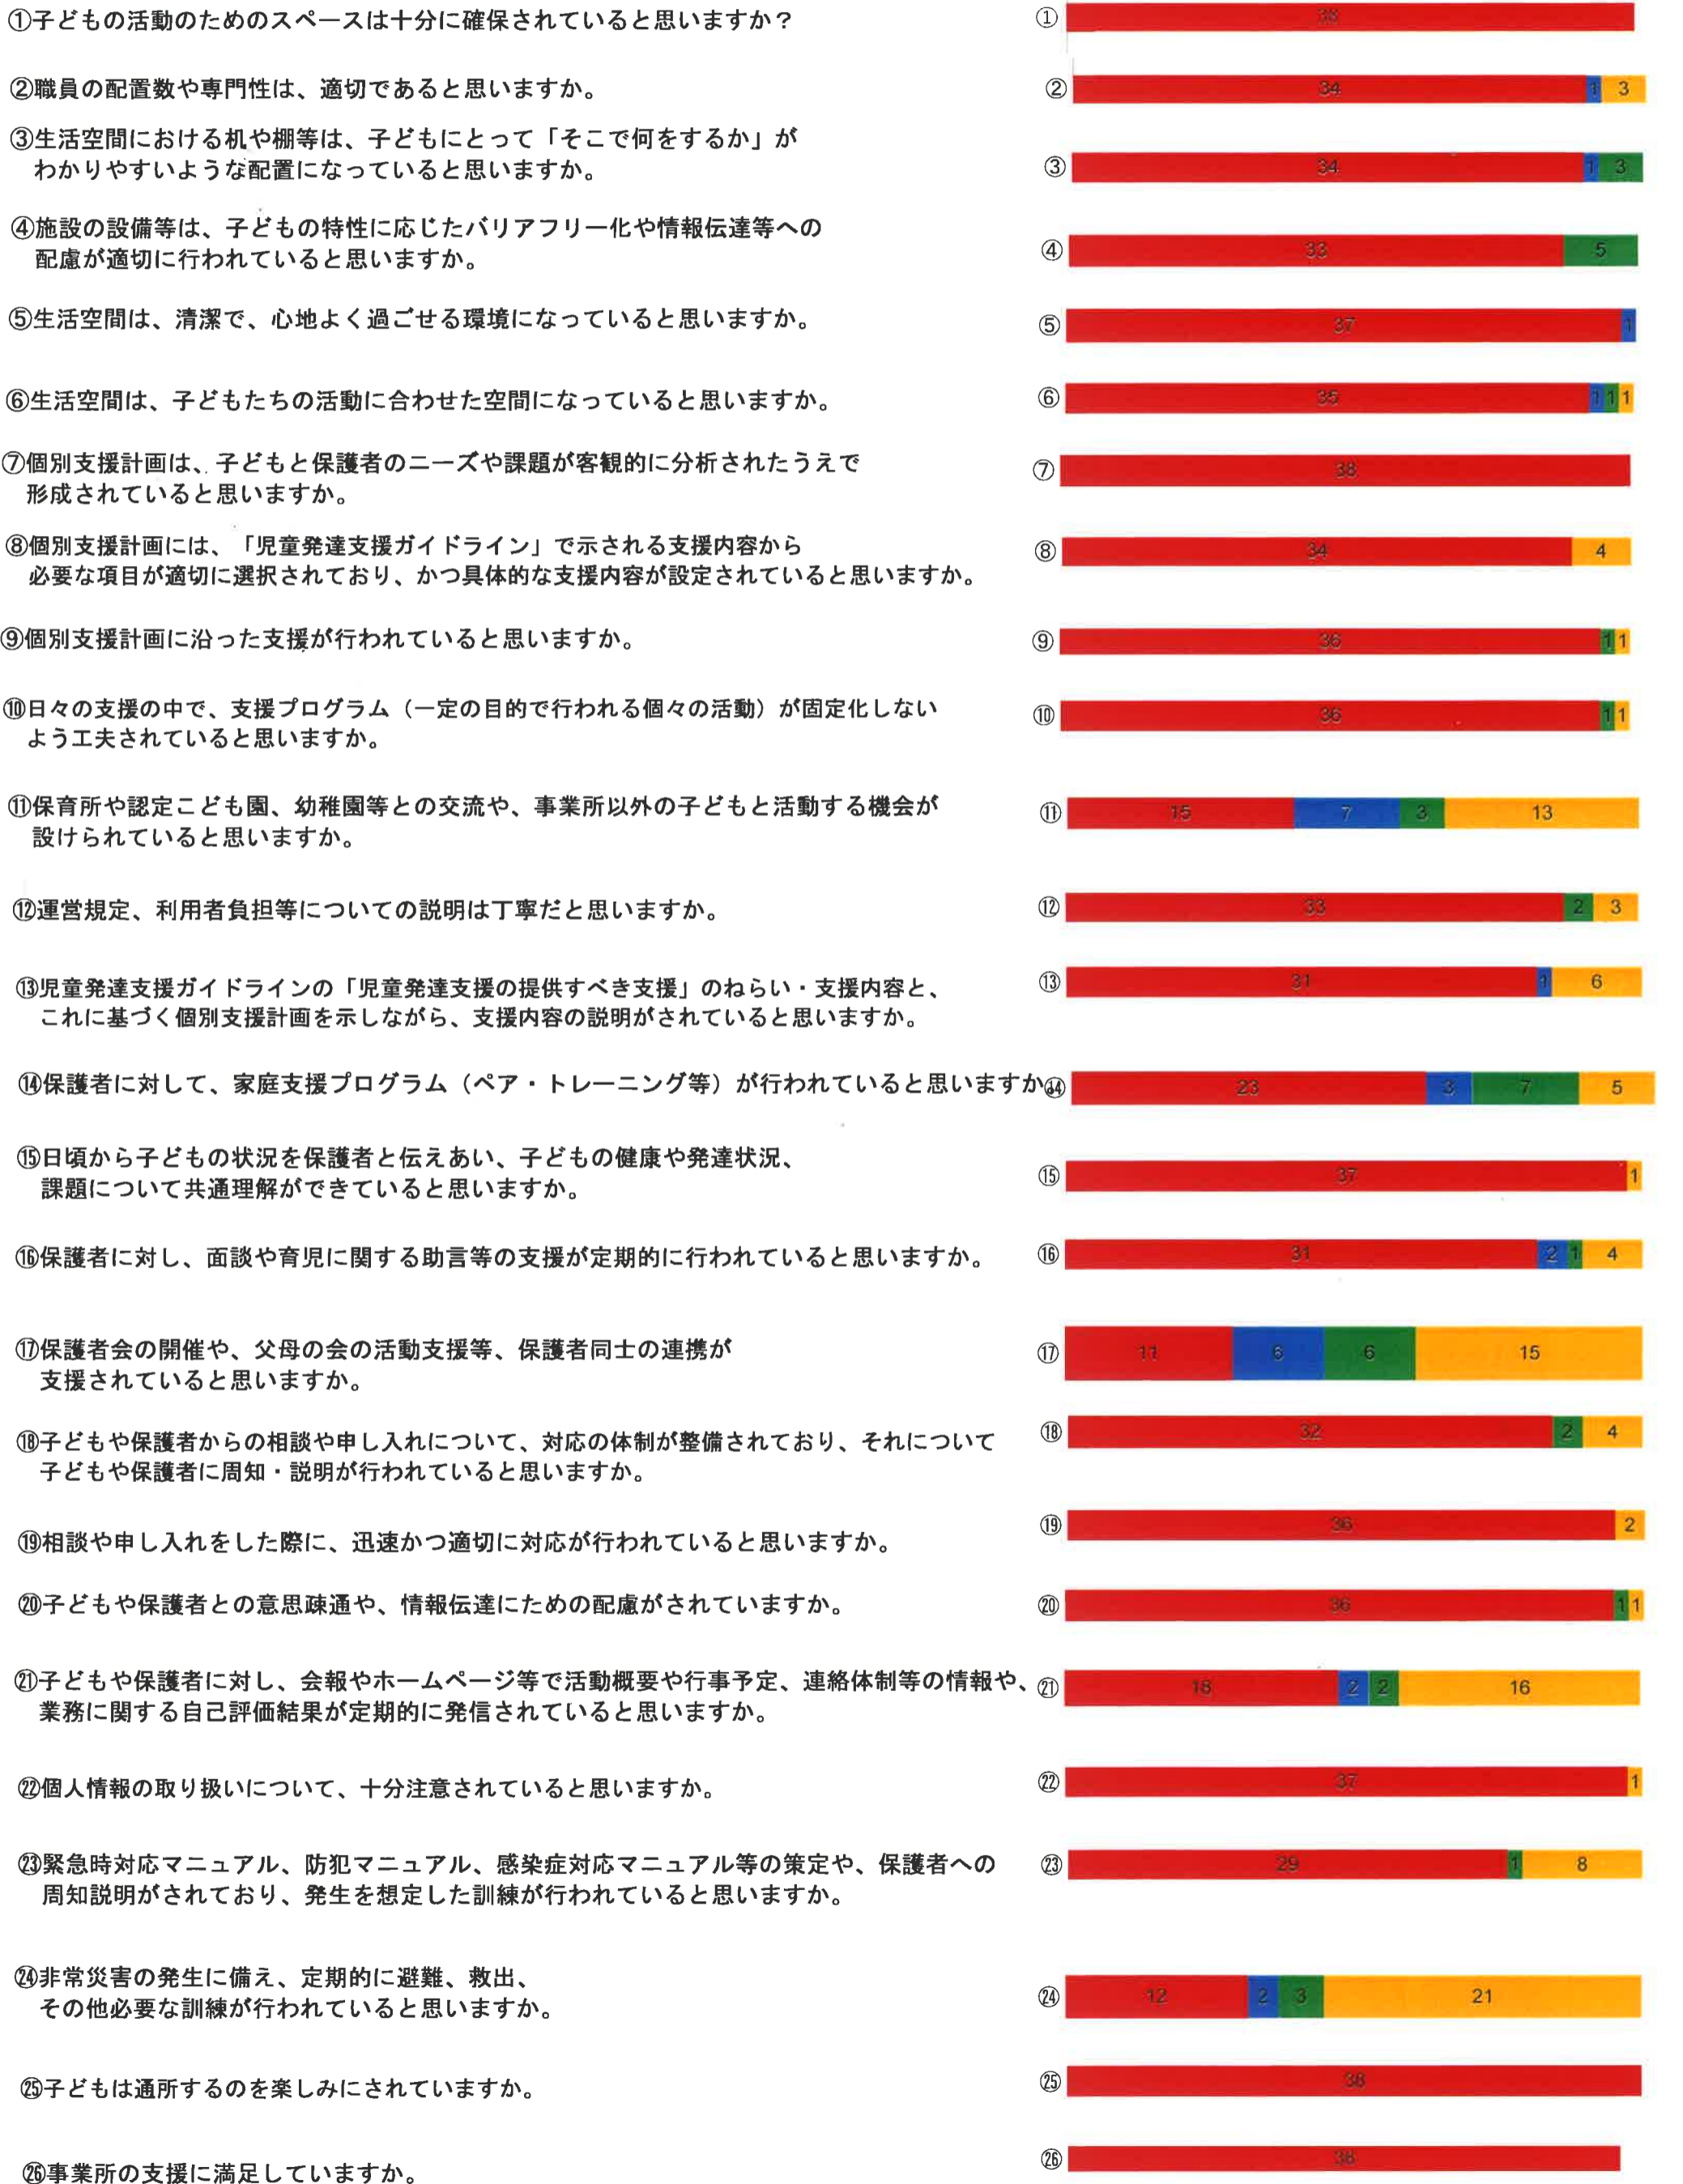 ①子どもの活動のためのスペースは十分に確保されていると思いますか？
① 38
②職員の配置数や専門性は、適切であると思いますか。
② 34 1 3
③生活空間における机や棚等は、子どもにとって「そこで何をするか」が
わかりやすいような配置になっていると思いますか。
③ 34 1 3
④施設の設備等は、子どもの特性に応じたバリアフリー化や情報伝達等への
配慮が適切に行われていると思いますか。
④ 33 5
⑤生活空間は、清潔で、心地よく過ごせる環境になっていると思いますか。
⑤ 37 1
⑥生活空間は、子どもたちの活動に合わせた空間になっていると思いますか。
⑥ 35 1 1 1
⑦個別支援計画は、子どもと保護者のニーズや課題が客観的に分析されたうえで
形成されていると思いますか。
⑦ 38
⑧個別支援計画には、「児童発達支援ガイドライン」で示される支援内容から
必要な項目が適切に選択されており、かつ具体的な支援内容が設定されていると思いますか。
⑧ 34 4
⑨個別支援計画に沿った支援が行われていると思いますか。
⑨ 36 1 1
⑩日々の支援の中で、支援プログラム（一定の目的で行われる個々の活動）が固定化しない
よう工夫されていると思いますか。
⑩ 36 1 1
⑪保育所や認定こども園、幼稚園等との交流や、事業所以外の子どもと活動する機会が
設けられていると思いますか。
⑪ 15 7 3 13
⑫運営規定、利用者負担等についての説明は丁寧だと思いますか。
⑫ 33 2 3
⑬児童発達支援ガイドラインの「児童発達支援の提供すべき支援」のねらい・支援内容と、
これに基づく個別支援計画を示しながら、支援内容の説明がされていると思いますか。
⑬ 31 1 6
⑭保護者に対して、家庭支援プログラム（ペア・トレーニング等）が行われていると思いますか。
⑭ 23 3 7 5
⑮日頃から子どもの状況を保護者と伝えあい、子どもの健康や発達状況、
課題について共通理解ができていると思いますか。
⑮ 37 1
⑯保護者に対し、面談や育児に関する助言等の支援が定期的に行われていると思いますか。
⑯ 31 2 1 4
⑰保護者会の開催や、父母の会の活動支援等、保護者同士の連携が
支援されていると思いますか。
⑰ 11 6 6 15
⑱子どもや保護者からの相談や申し入れについて、対応の体制が整備されており、それについて
子どもや保護者に周知・説明が行われていると思いますか。
⑱ 32 2 4
⑲相談や申し入れをした際に、迅速かつ適切に対応が行われていると思いますか。
⑲ 36 2
⑳子どもや保護者との意思疎通や、情報伝達にための配慮がされていますか。
⑳ 36 1 1
㉑子どもや保護者に対し、会報やホームページ等で活動概要や行事予定、連絡体制等の情報や、
業務に関する自己評価結果が定期的に発信されていると思いますか。
㉑ 18 2 2 16
㉒個人情報の取り扱いについて、十分注意されていると思いますか。
㉒ 37 1
㉓緊急時対応マニュアル、防犯マニュアル、感染症対応マニュアル等の策定や、保護者への
周知説明がされており、発生を想定した訓練が行われていると思いますか。
㉓ 29 1 8
㉔非常災害の発生に備え、定期的に避難、救出、
その他必要な訓練が行われていると思いますか。
㉔ 12 2 3 21
㉕子どもは通所するのを楽しみにされていますか。
㉕ 38
㉖事業所の支援に満足していますか。
㉖ 38